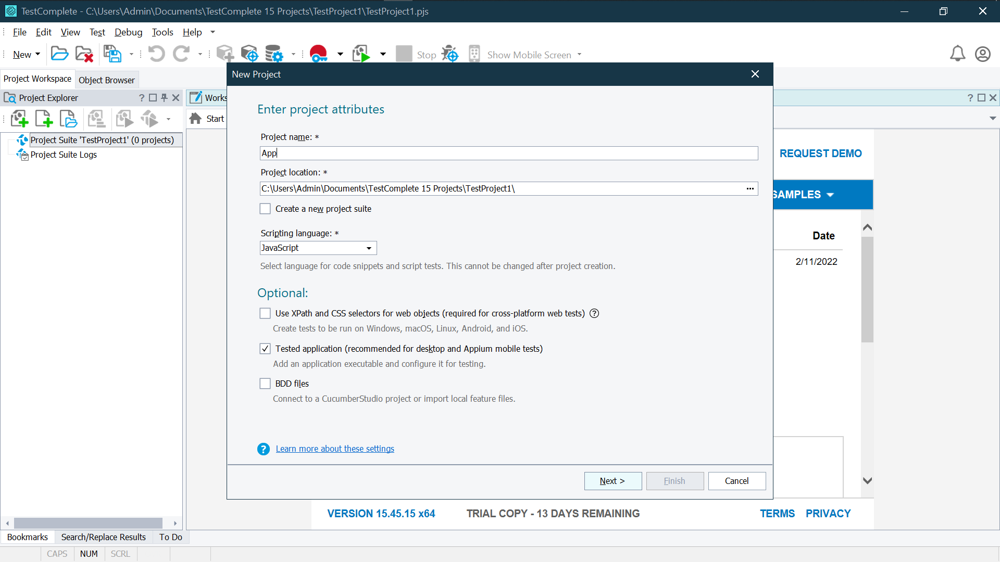 TestComplete - C:\Users\Admin\Documents\TestComplete 15 Projects\TestProject1\TestProject1.pjs
File Edit View Test Debug Tools Help
New Stop Show Mobile Screen
Project Workspace Object Browser
New Project
Project Explorer ?
Works
?
Start
Enter project attributes
Project Suite 'TestProject1' (0 projects)
Project Suite Logs
Project name: *
App
REQUEST DEMO
Project location: *
C:\Users\Admin\Documents\TestComplete 15 Projects\TestProject1\ ...
SAMPLES
Create a new project suite
Scripting language: *
Date
JavaScript
2/11/2022
Select language for code snippets and script tests. This cannot be changed after project creation.
Optional:
Use XPath and CSS selectors for web objects (required for cross-platform web tests) ?
Create tests to be run on Windows, macOS, Linux, Android, and iOS.
Tested application (recommended for desktop and Appium mobile tests)
Add an application executable and configure it for testing.
BDD files
Connect to a CucumberStudio project or import local feature files.
? Learn more about these settings
Next > Finish Cancel
VERSION 15.45.15 x64 TRIAL COPY - 13 DAYS REMAINING TERMS PRIVACY
Bookmarks Search/Replace Results To Do
CAPS NUM SCRL